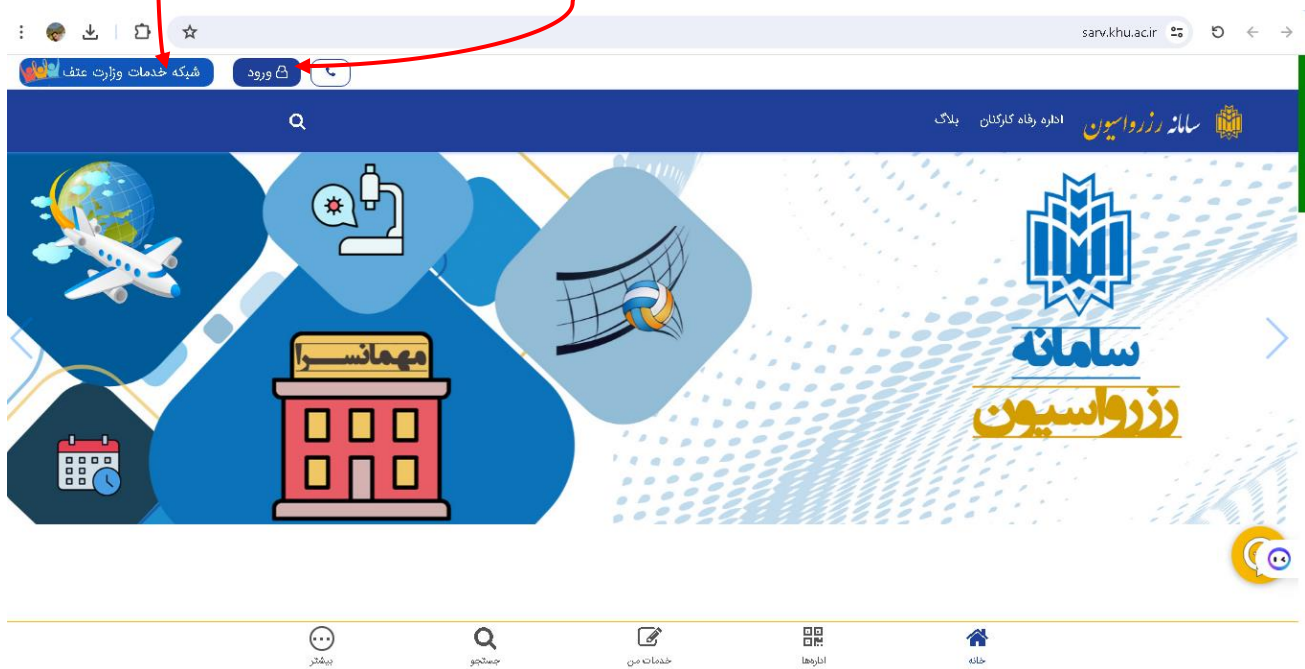 sarv.khu.ac.ir
ورود
شبکه خدمات وزارت عتف
سامانه رزرواسیون
اداره رفاه کارکنان
بلاگ
سامانه
رزرواسیون
مهمانسرا
خانه
اداره‌ها
خدمات من
جستجو
بیشتر